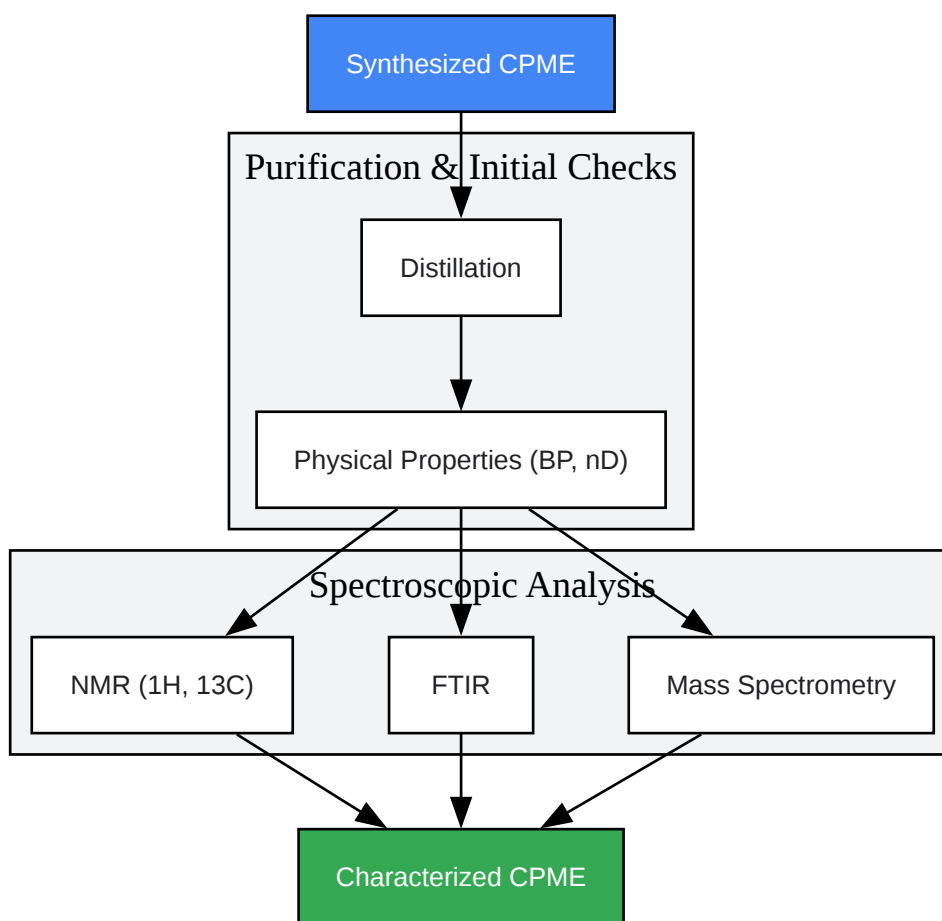 Synthesized CPME
Purification & Initial Checks
Distillation
Physical Properties (BP, nD)
Spectroscopic Analysis
NMR (1H, 13C)
FTIR
Mass Spectrometry
Characterized CPME